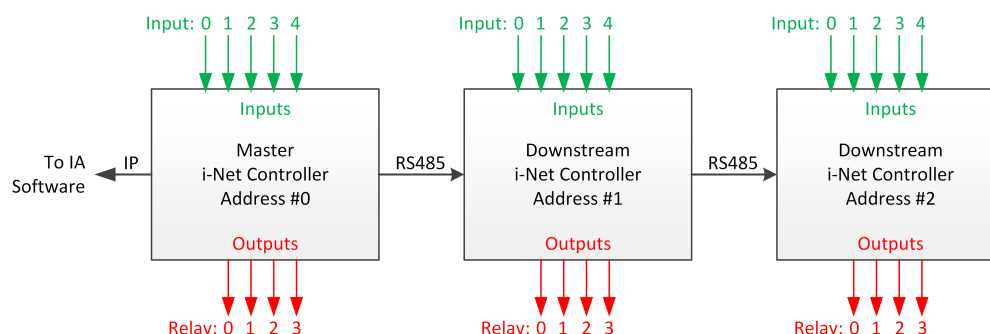 Input: 0 1 2 3 4
Input: 0 1 2 3 4
Input: 0 1 2 3 4
Inputs
Inputs
Inputs
To IA
Software
IP
Master
i-Net Controller
Address #0
RS485
Downstream
i-Net Controller
Address #1
RS485
Downstream
i-Net Controller
Address #2
Outputs
Outputs
Outputs
Relay: 0 1 2 3
Relay: 0 1 2 3
Relay: 0 1 2 3